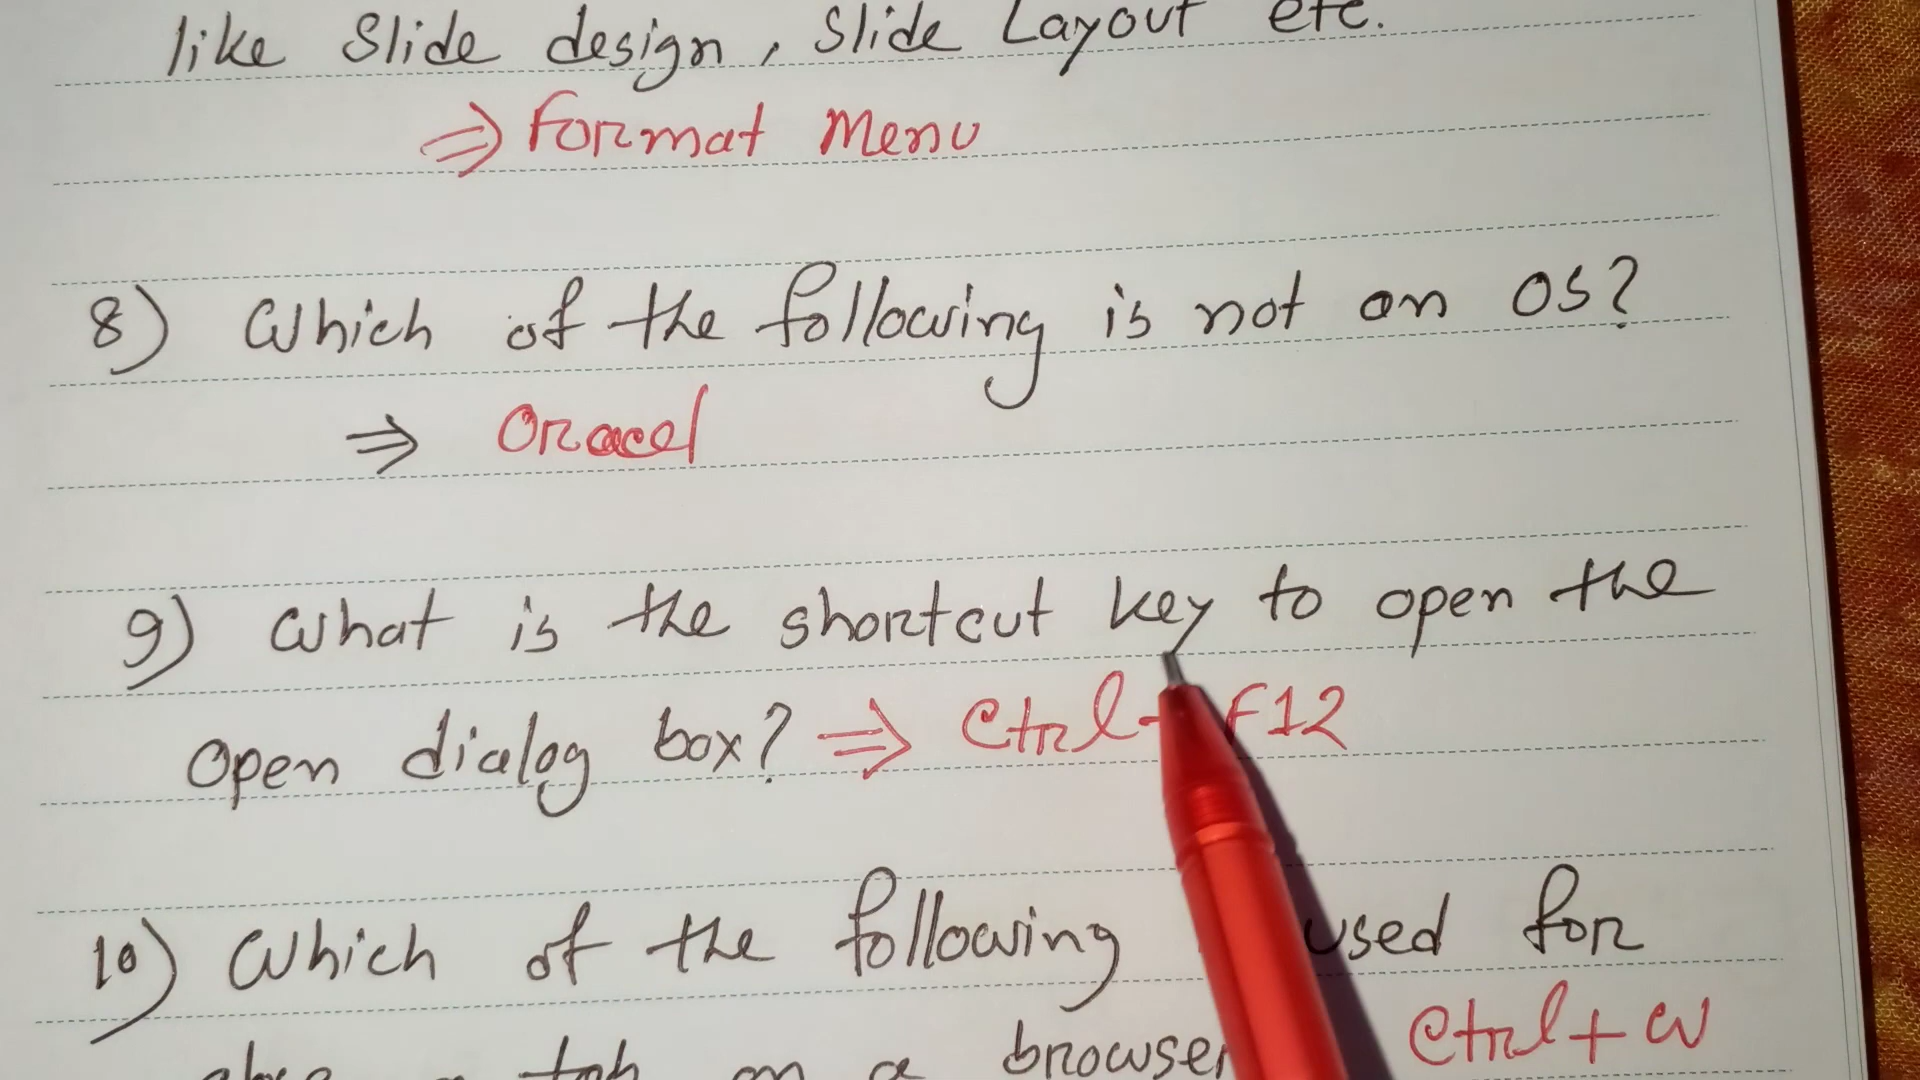 like Slide design, Slide Layout etc.
⇒ Format Menu
8) Which of the following is not an OS?
⇒ Oracel
9) What is the shortcut key to open the
open dialog box? ⇒ Ctrl+F12
10) Which of the following used for
a tab on a browser Ctrl+W